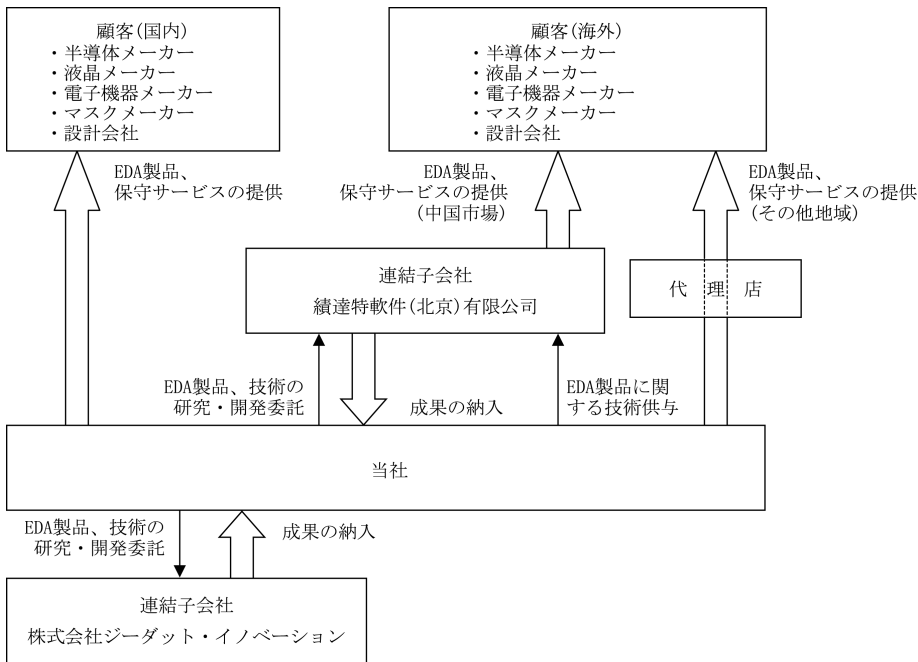 顧客(国内)
・半導体メーカー
・液晶メーカー
・電子機器メーカー
・マスクメーカー
・設計会社
顧客(海外)
・半導体メーカー
・液晶メーカー
・電子機器メーカー
・マスクメーカー
・設計会社
EDA製品、
保守サービスの提供
EDA製品、
保守サービスの提供
(中国市場)
EDA製品、
保守サービスの提供
(その他地域)
連結子会社
績達特軟件(北京)有限公司
代 理 店
EDA製品、技術の
研究・開発委託
成果の納入
EDA製品に関
する技術供与
当社
EDA製品、技術の
研究・開発委託
成果の納入
連結子会社
株式会社ジーダット・イノベーション